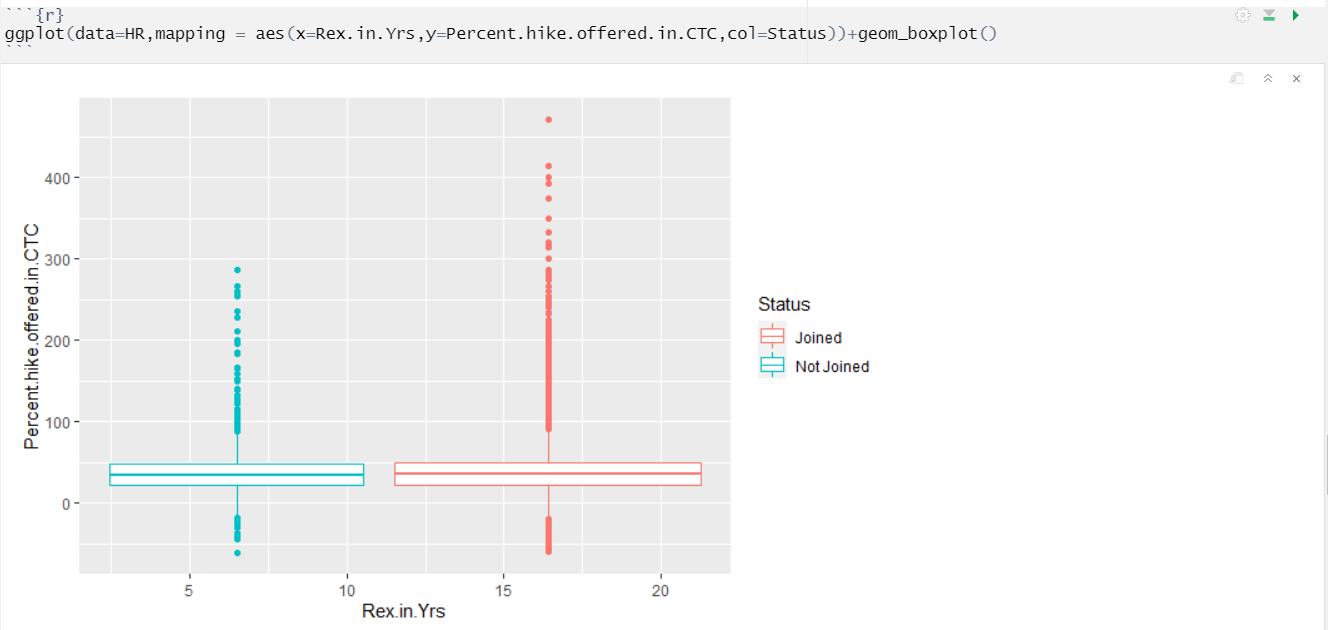 ```{r}
ggplot(data=HR,mapping = aes(x=Rex.in.Yrs,y=Percent.hike.offered.in.CTC,col=Status))+geom_boxplot()
```
Percent.hike.offered.in.CTC
400
300
200
100
0
5 10 15 20
Rex.in.Yrs
Status
Joined
Not Joined